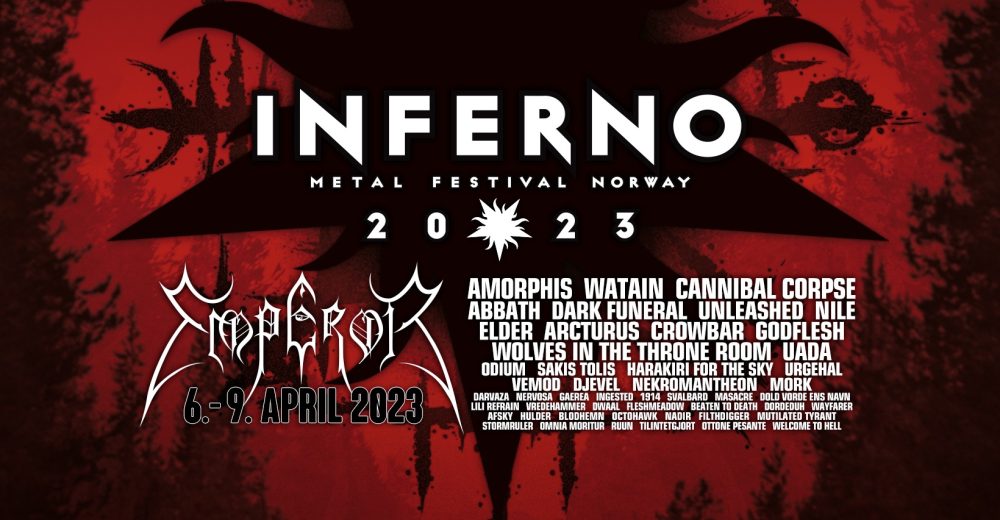 INFERNO
METAL FESTIVAL NORWAY
2023
EMPEROR
6.-9. APRIL 2023
AMORPHIS WATAIN CANNIBAL CORPSE
ABBATH DARK FUNERAL UNLEASHED NILE
ELDER ARCTURUS CROWBAR GODFLESH
WOLVES IN THE THRONE ROOM UADA
ODIUM SAKIS TOLIS HARAKIRI FOR THE SKY URGEHAL
VEMOD DJEVEL NEKROMANTHEON MORK
DARVAZA NERVOSA GAEREA INGESTED 1914 SVALBARD MASACRE DOLD VORDE ENS NAVN
LILI REFRAIN VREDEHAMMER DWAAL FLESHMEADOW BEATEN TO DEATH DORDEDUH WAYFARER
AFSKY HULDER BLODHEMN OCTOHAWK NADIR FILTHDIGGER MUTILATED TYRANT
STORMRULER OMNIA MORITUR RUUN TILINTETGJORT OTTONE PESANTE WELCOME TO HELL